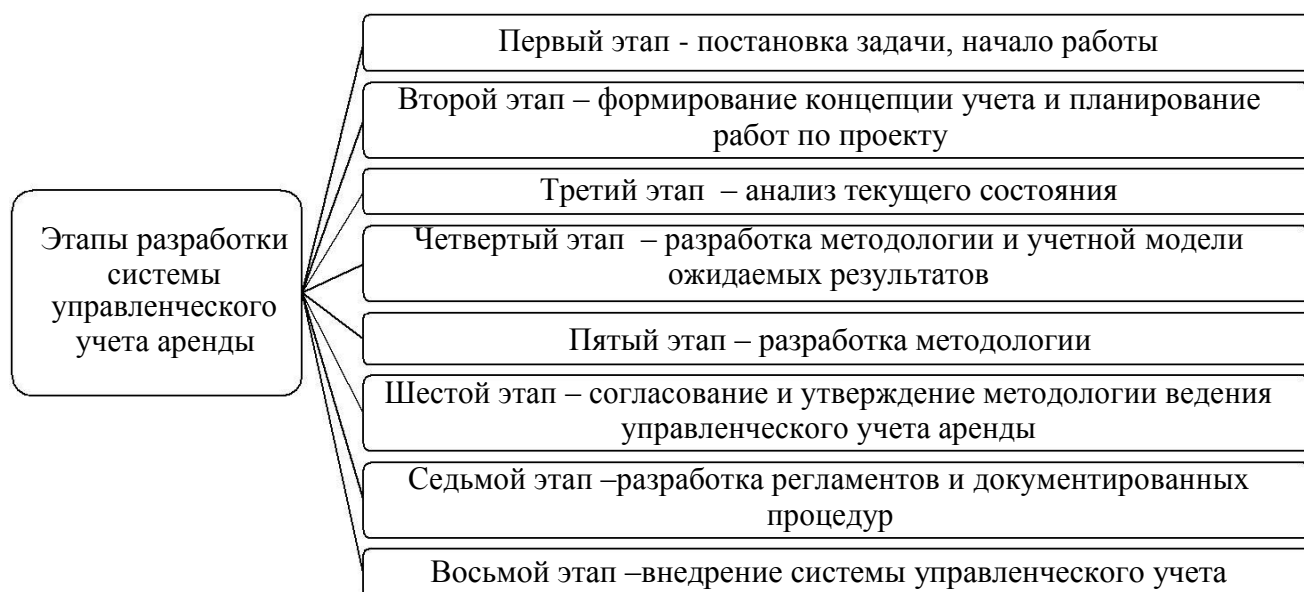 Этапы разработки
системы
управленческого
учета аренды
Первый этап - постановка задачи, начало работы
Второй этап – формирование концепции учета и планирование
работ по проекту
Третий этап – анализ текущего состояния
Четвертый этап – разработка методологии и учетной модели
ожидаемых результатов
Пятый этап – разработка методологии
Шестой этап – согласование и утверждение методологии ведения
управленческого учета аренды
Седьмой этап –разработка регламентов и документированных
процедур
Восьмой этап –внедрение системы управленческого учета